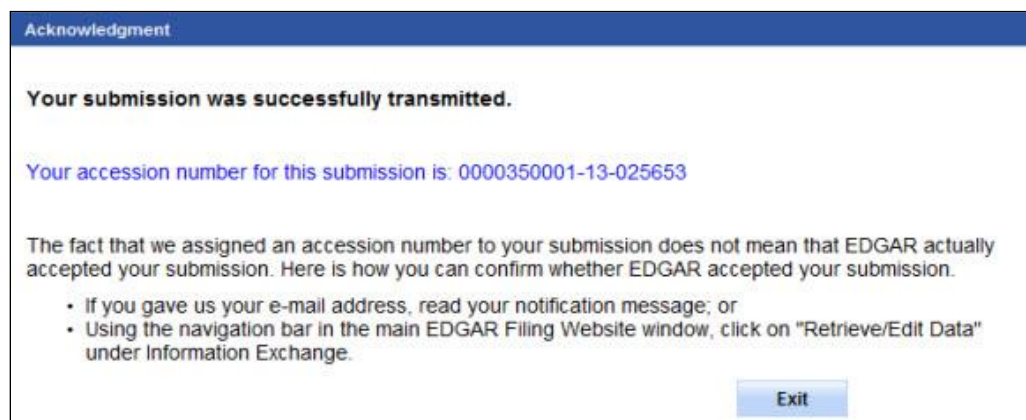 Acknowledgment
Your submission was successfully transmitted.
Your accession number for this submission is: 0000350001-13-025653
The fact that we assigned an accession number to your submission does not mean that EDGAR actually
accepted your submission. Here is how you can confirm whether EDGAR accepted your submission.
• If you gave us your e-mail address, read your notification message; or
• Using the navigation bar in the main EDGAR Filing Website window, click on "Retrieve/Edit Data"
under Information Exchange.
Exit